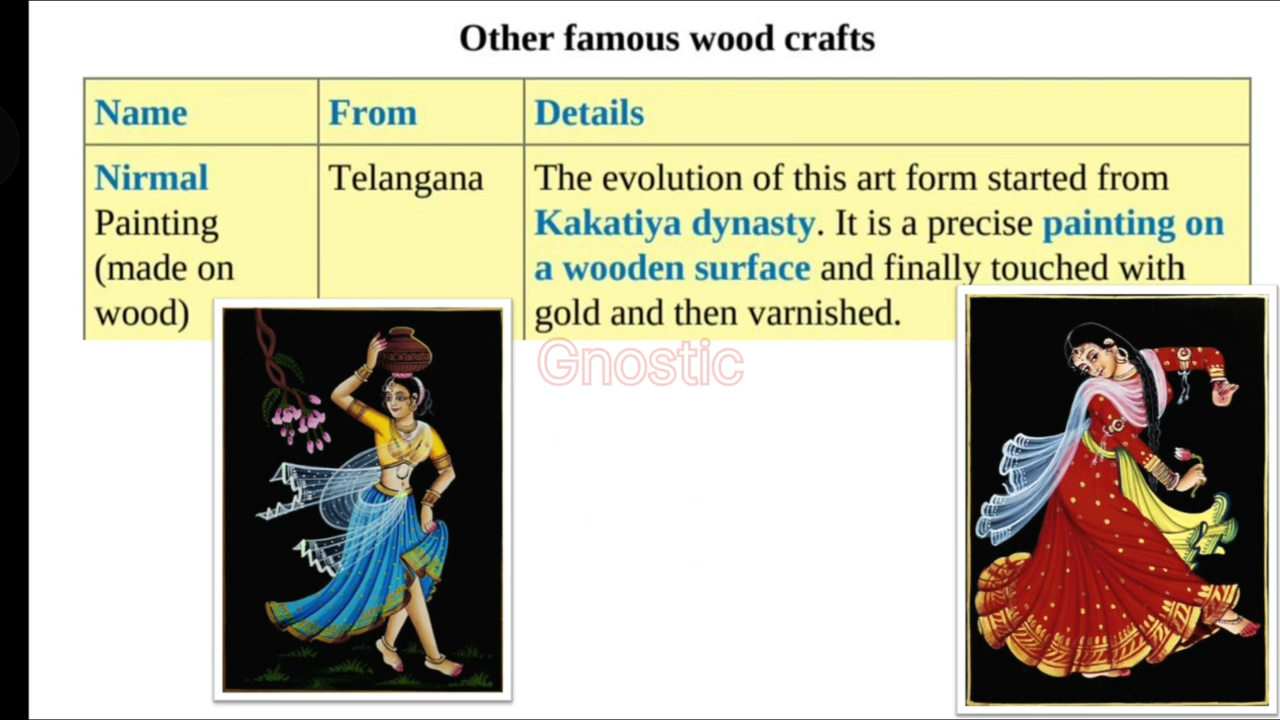 Other famous wood crafts
Name From Details
Nirmal
Painting
(made on
wood)
Telangana
The evolution of this art form started from
Kakatiya dynasty. It is a precise painting on
a wooden surface and finally touched with
gold and then varnished.
Gnostic